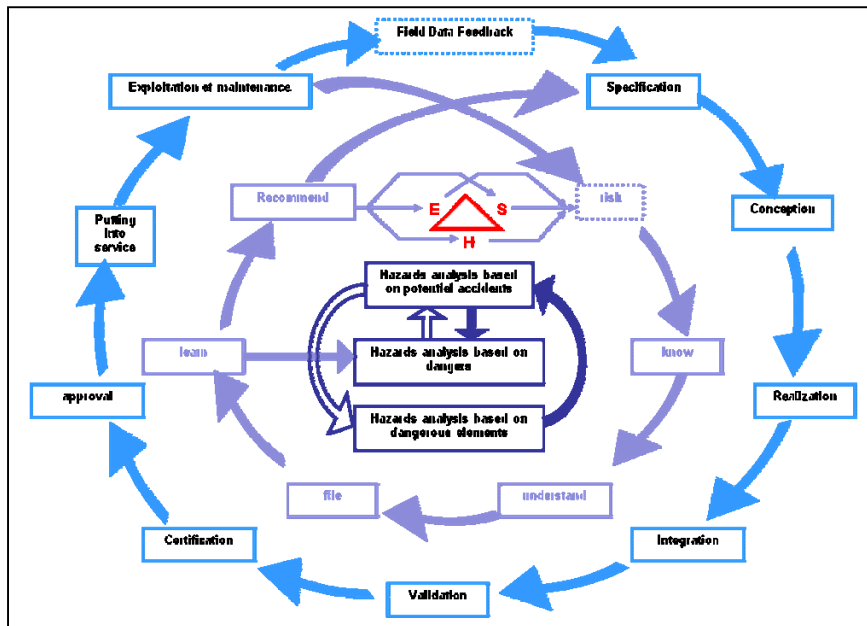 Field Data Feedback
Exploitation et maintenance
Specification
Recommend
risk
E
S
H
Putting
Into
service
Conception
Hazards analysis based
on potential accidents
learn
Hazards analysis based on
dangers
know
approval
Hazards analysis based on
dangerous elements
Realization
file
understand
Certification
Integration
Validation